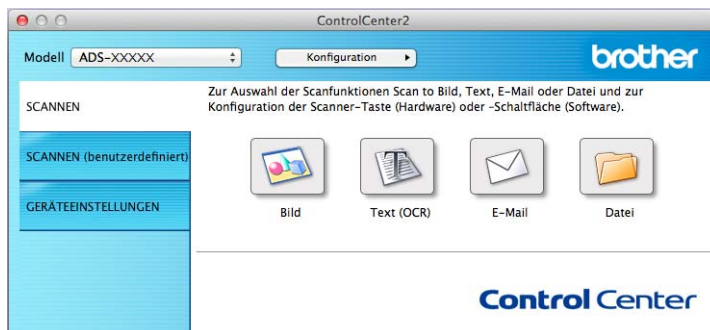 ControlCenter2
Modell ADS-XXXXX Konfiguration brother
SCANNEN
SCANNEN (benutzerdefiniert)
GERÄTEEINSTELLUNGEN
Zur Auswahl der Scanfunktionen Scan to Bild, Text, E-Mail oder Datei und zur
Konfiguration der Scanner-Taste (Hardware) oder -Schaltfläche (Software).
Bild Text (OCR) E-Mail Datei
Control Center